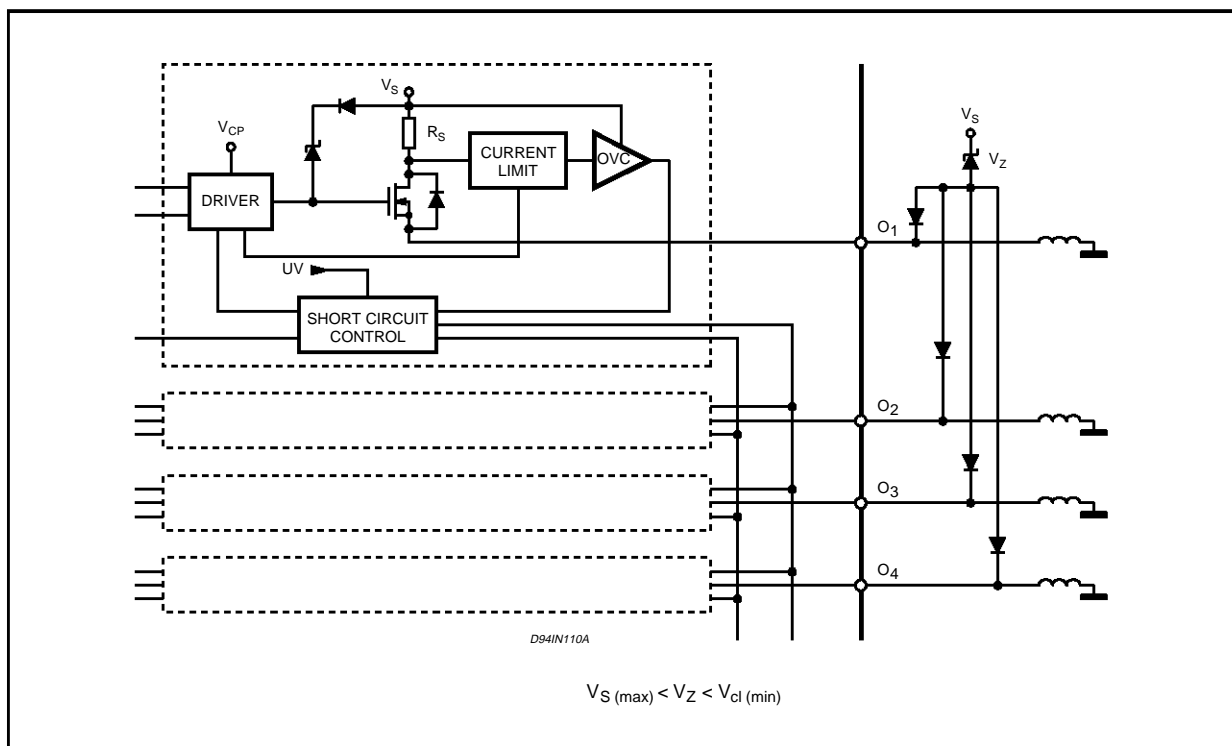 V_S
V_CP
R_S
CURRENT
LIMIT
OVC
DRIVER
UV
SHORT CIRCUIT
CONTROL
V_S
V_Z
O_1
O_2
O_3
O_4
D94IN110A
V_S (max) < V_Z < V_cl (min)